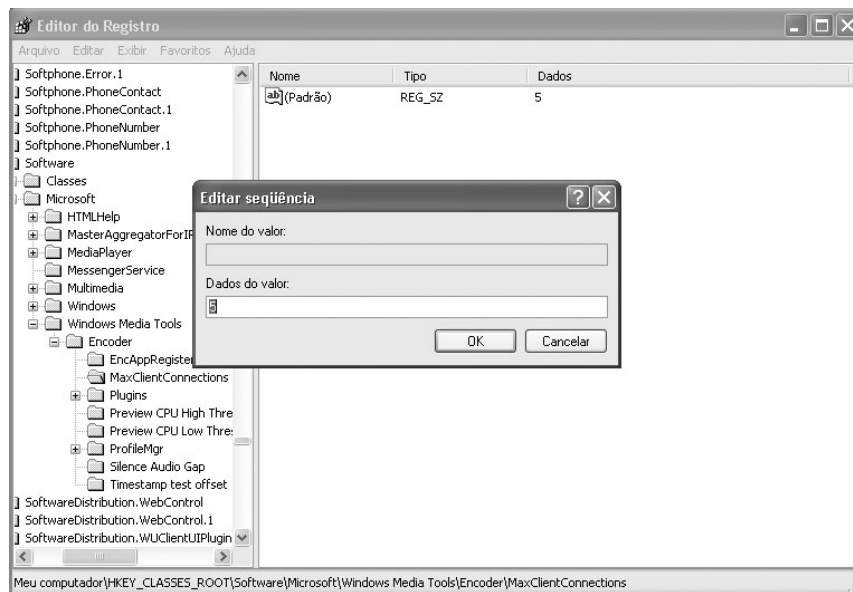 Editor do Registro
Arquivo Editar Exibir Favoritos Ajuda
Softphone.Error.1
Softphone.PhoneContact
Softphone.PhoneContact.1
Softphone.PhoneNumber
Softphone.PhoneNumber.1
Software
Classes
Microsoft
HTMLHelp
MasterAggregatorForIP
MediaPlayer
MessengerService
Multimedia
Windows
Windows Media Tools
Encoder
EncAppRegister
MaxClientConnections
Plugins
Preview CPU High Thre
Preview CPU Low Thre
ProfileMgr
Silence Audio Gap
Timestamp test offset
SoftwareDistribution.WebControl
SoftwareDistribution.WebControl.1
SoftwareDistribution.WUClientUIPlugin
Nome Tipo Dados
(Padrão) REG_SZ 5
Editar seqüência
Nome do valor:
Dados do valor:
5
OK Cancelar
Meu computador\HKEY_CLASSES_ROOT\Software\Microsoft\Windows Media Tools\Encoder\MaxClientConnections